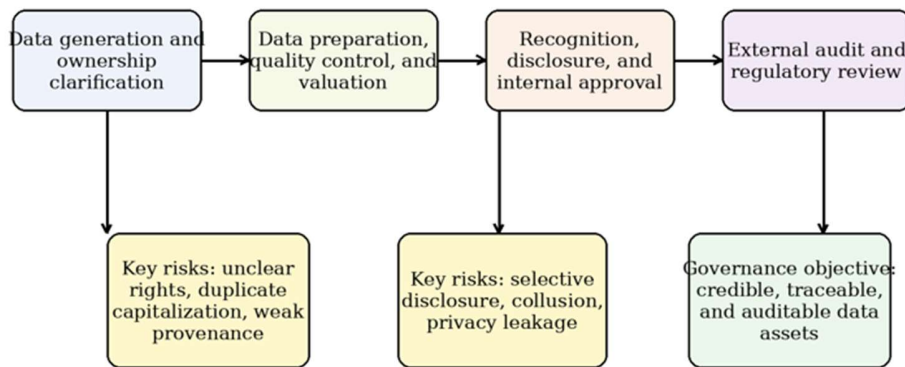 Data generation and
ownership
clarification
Data preparation,
quality control, and
valuation
Recognition,
disclosure, and
internal approval
External audit and
regulatory review
Key risks: unclear
rights, duplicate
capitalization, weak
provenance
Key risks: selective
disclosure, collusion,
privacy leakage
Governance objective:
credible, traceable,
and auditable data
assets